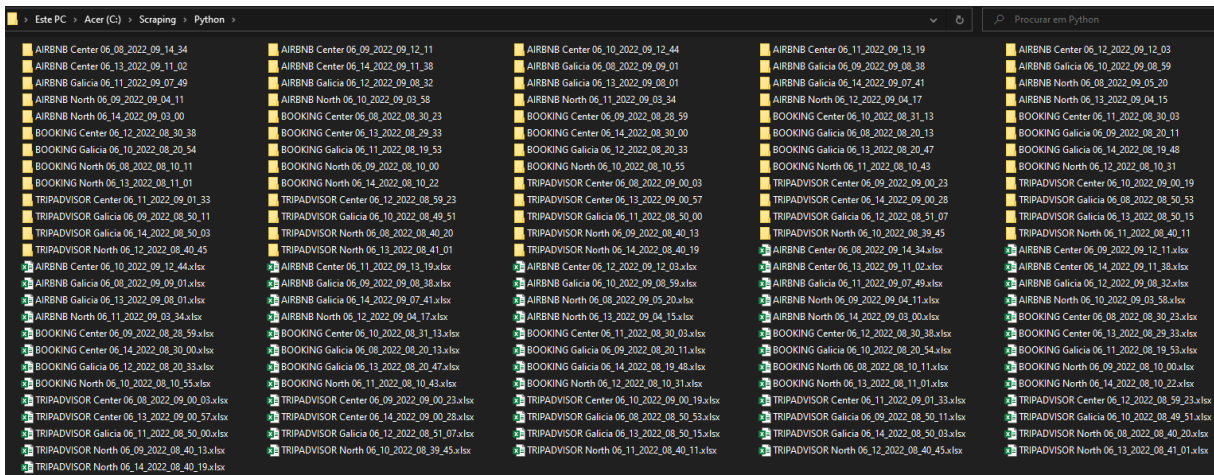 Este PC > Acer (C:) > Scraping > Python >
Procurar em Python
AIRBNB Center 06_08_2022_09_14_34 AIRBNB Center 06_09_2022_09_12_11 AIRBNB Center 06_10_2022_09_12_44 AIRBNB Center 06_11_2022_09_13_19 AIRBNB Center 06_12_2022_09_12_03
AIRBNB Center 06_13_2022_09_11_02 AIRBNB Center 06_14_2022_09_11_38 AIRBNB Galicia 06_08_2022_09_09_01 AIRBNB Galicia 06_09_2022_09_08_38 AIRBNB Galicia 06_10_2022_09_08_59
AIRBNB Galicia 06_11_2022_09_07_49 AIRBNB Galicia 06_12_2022_09_08_32 AIRBNB Galicia 06_13_2022_09_08_01 AIRBNB Galicia 06_14_2022_09_07_41 AIRBNB North 06_08_2022_09_05_20
AIRBNB North 06_09_2022_09_04_11 AIRBNB North 06_10_2022_09_03_58 AIRBNB North 06_11_2022_09_03_34 AIRBNB North 06_12_2022_09_04_17 AIRBNB North 06_13_2022_09_04_15
AIRBNB North 06_14_2022_09_03_00 BOOKING Center 06_08_2022_08_30_23 BOOKING Center 06_09_2022_08_28_59 BOOKING Center 06_10_2022_08_31_13 BOOKING Center 06_11_2022_08_30_03
BOOKING Center 06_12_2022_08_30_38 BOOKING Center 06_13_2022_08_29_33 BOOKING Center 06_14_2022_08_30_00 BOOKING Galicia 06_08_2022_08_20_13 BOOKING Galicia 06_09_2022_08_20_11
BOOKING Galicia 06_10_2022_08_20_54 BOOKING Galicia 06_11_2022_08_19_53 BOOKING Galicia 06_12_2022_08_20_33 BOOKING Galicia 06_13_2022_08_20_47 BOOKING Galicia 06_14_2022_08_19_48
BOOKING North 06_08_2022_08_10_11 BOOKING North 06_09_2022_08_10_00 BOOKING North 06_10_2022_08_10_55 BOOKING North 06_11_2022_08_10_43 BOOKING North 06_12_2022_08_10_31
BOOKING North 06_13_2022_08_11_01 BOOKING North 06_14_2022_08_10_22 TRIPADVISOR Center 06_08_2022_09_00_03 TRIPADVISOR Center 06_09_2022_09_00_23 TRIPADVISOR Center 06_10_2022_09_00_19
TRIPADVISOR Center 06_11_2022_09_01_33 TRIPADVISOR Center 06_12_2022_08_59_23 TRIPADVISOR Center 06_13_2022_09_00_57 TRIPADVISOR Center 06_14_2022_09_00_28 TRIPADVISOR Galicia 06_08_2022_08_50_53
TRIPADVISOR Galicia 06_09_2022_08_50_11 TRIPADVISOR Galicia 06_10_2022_08_49_51 TRIPADVISOR Galicia 06_11_2022_08_50_00 TRIPADVISOR Galicia 06_12_2022_08_51_07 TRIPADVISOR Galicia 06_13_2022_08_50_15
TRIPADVISOR Galicia 06_14_2022_08_50_03 TRIPADVISOR North 06_08_2022_08_40_20 TRIPADVISOR North 06_09_2022_08_40_13 TRIPADVISOR North 06_10_2022_08_39_45 TRIPADVISOR North 06_11_2022_08_40_11
TRIPADVISOR North 06_12_2022_08_40_45 TRIPADVISOR North 06_13_2022_08_41_01 TRIPADVISOR North 06_14_2022_08_40_19 AIRBNB Center 06_08_2022_09_14_34.xlsx AIRBNB Center 06_09_2022_09_12_11.xlsx
AIRBNB Center 06_10_2022_09_12_44.xlsx AIRBNB Center 06_11_2022_09_13_19.xlsx AIRBNB Center 06_12_2022_09_12_03.xlsx AIRBNB Center 06_13_2022_09_11_02.xlsx AIRBNB Center 06_14_2022_09_11_38.xlsx
AIRBNB Galicia 06_08_2022_09_09_01.xlsx AIRBNB Galicia 06_09_2022_09_08_38.xlsx AIRBNB Galicia 06_10_2022_09_08_59.xlsx AIRBNB Galicia 06_11_2022_09_07_49.xlsx AIRBNB Galicia 06_12_2022_09_08_32.xlsx
AIRBNB Galicia 06_13_2022_09_08_01.xlsx AIRBNB Galicia 06_14_2022_09_07_41.xlsx AIRBNB North 06_08_2022_09_05_20.xlsx AIRBNB North 06_09_2022_09_04_11.xlsx AIRBNB North 06_10_2022_09_03_58.xlsx
AIRBNB North 06_11_2022_09_03_34.xlsx AIRBNB North 06_12_2022_09_04_17.xlsx AIRBNB North 06_13_2022_09_04_15.xlsx AIRBNB North 06_14_2022_09_03_00.xlsx BOOKING Center 06_08_2022_08_30_23.xlsx
BOOKING Center 06_09_2022_08_28_59.xlsx BOOKING Center 06_10_2022_08_31_13.xlsx BOOKING Center 06_11_2022_08_30_03.xlsx BOOKING Center 06_12_2022_08_30_38.xlsx BOOKING Center 06_13_2022_08_29_33.xlsx
BOOKING Center 06_14_2022_08_30_00.xlsx BOOKING Galicia 06_08_2022_08_20_13.xlsx BOOKING Galicia 06_09_2022_08_20_11.xlsx BOOKING Galicia 06_10_2022_08_20_54.xlsx BOOKING Galicia 06_11_2022_08_19_53.xlsx
BOOKING Galicia 06_12_2022_08_20_33.xlsx BOOKING Galicia 06_13_2022_08_20_47.xlsx BOOKING Galicia 06_14_2022_08_19_48.xlsx BOOKING North 06_08_2022_08_10_11.xlsx BOOKING North 06_09_2022_08_10_00.xlsx
BOOKING North 06_10_2022_08_10_55.xlsx BOOKING North 06_11_2022_08_10_43.xlsx BOOKING North 06_12_2022_08_10_31.xlsx BOOKING North 06_13_2022_08_11_01.xlsx BOOKING North 06_14_2022_08_10_22.xlsx
TRIPADVISOR Center 06_08_2022_09_00_03.xlsx TRIPADVISOR Center 06_09_2022_09_00_23.xlsx TRIPADVISOR Center 06_10_2022_09_00_19.xlsx TRIPADVISOR Center 06_11_2022_09_01_33.xlsx TRIPADVISOR Center 06_12_2022_08_59_23.xlsx
TRIPADVISOR Center 06_13_2022_09_00_57.xlsx TRIPADVISOR Center 06_14_2022_09_00_28.xlsx TRIPADVISOR Galicia 06_08_2022_08_50_53.xlsx TRIPADVISOR Galicia 06_09_2022_08_50_11.xlsx TRIPADVISOR Galicia 06_10_2022_08_49_51.xlsx
TRIPADVISOR Galicia 06_11_2022_08_50_00.xlsx TRIPADVISOR Galicia 06_12_2022_08_51_07.xlsx TRIPADVISOR Galicia 06_13_2022_08_50_15.xlsx TRIPADVISOR Galicia 06_14_2022_08_50_03.xlsx TRIPADVISOR North 06_08_2022_08_40_20.xlsx
TRIPADVISOR North 06_09_2022_08_40_13.xlsx TRIPADVISOR North 06_10_2022_08_39_45.xlsx TRIPADVISOR North 06_11_2022_08_40_11.xlsx TRIPADVISOR North 06_12_2022_08_40_45.xlsx TRIPADVISOR North 06_13_2022_08_41_01.xlsx
TRIPADVISOR North 06_14_2022_08_40_19.xlsx